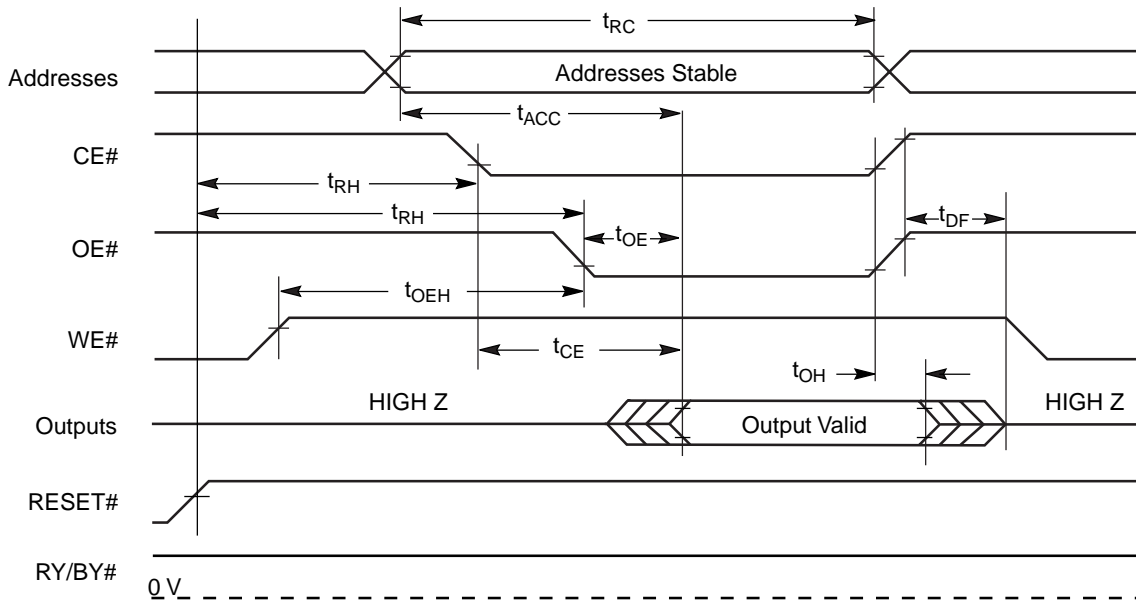 tRC
Addresses
Addresses Stable
tACC
CE#
tRH
tRH
tDF
OE#
tOE
tOEH
WE#
tCE
tOH
HIGH Z
HIGH Z
Outputs
Output Valid
RESET#
RY/BY#
0 V